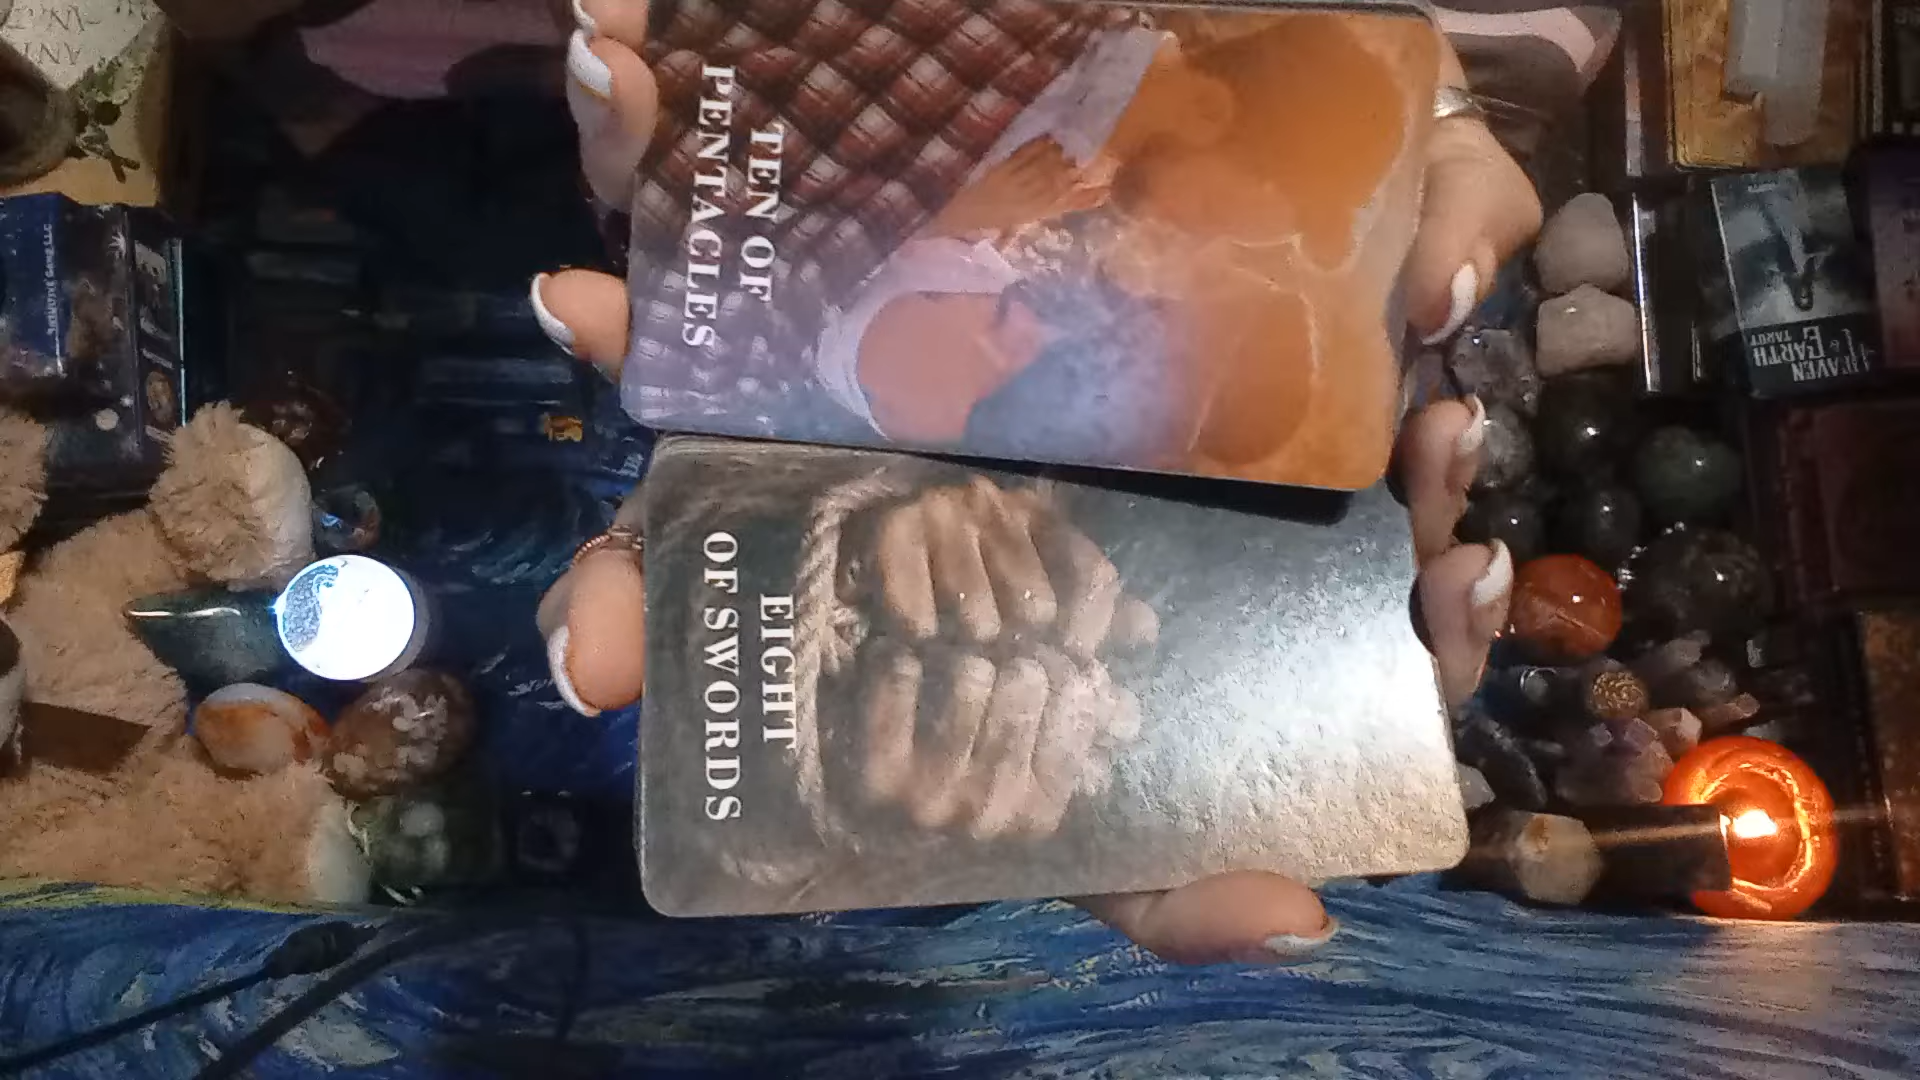 TEN OF
PENTACLES
EIGHT
OF SWORDS
HEAVEN
& EARTH
TAROT